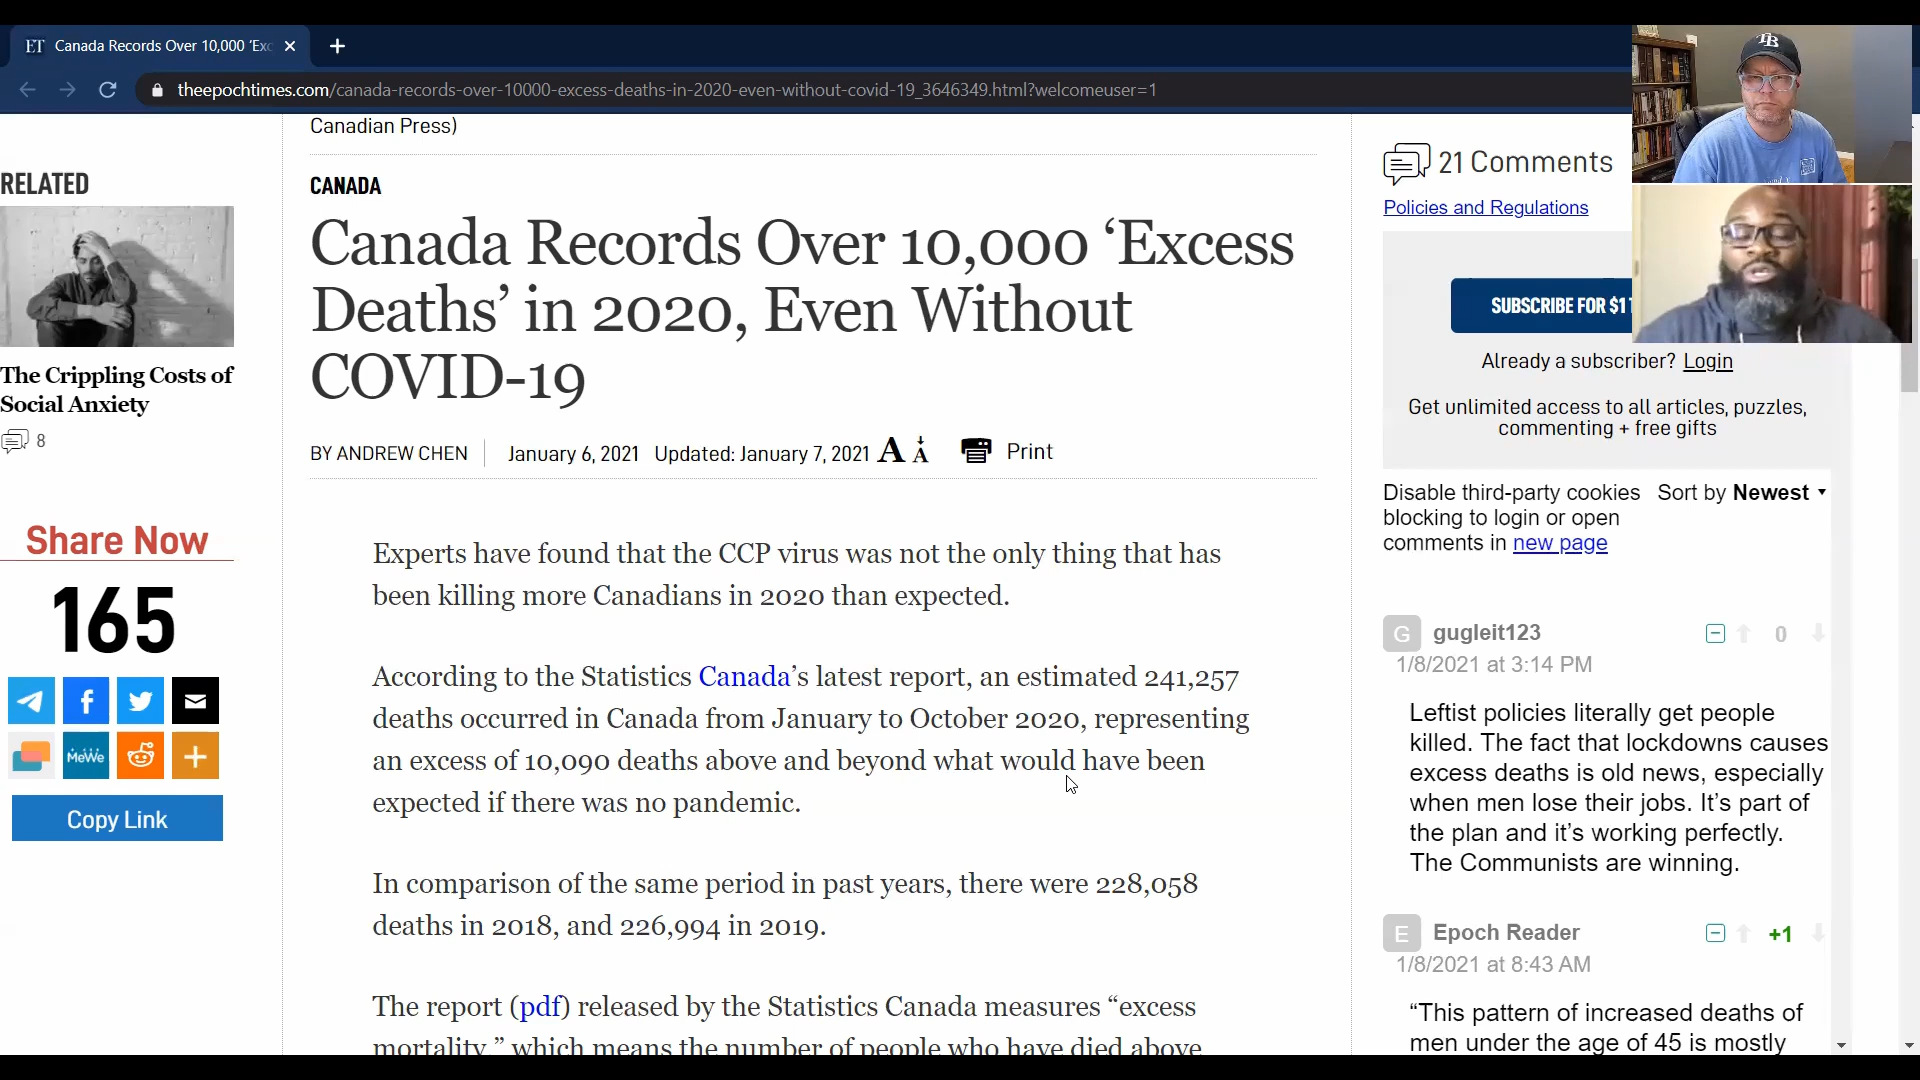 ET Canada Records Over 10,000 'Exc
theepochtimes.com/canada-records-over-10000-excess-deaths-in-2020-even-without-covid-19_3646349.html?welcomeuser=1
TB
Canadian Press)
RELATED
The Crippling Costs of
Social Anxiety
8
Share Now
165
MeWe
Copy Link
CANADA
Canada Records Over 10,000 ‘Excess
Deaths’ in 2020, Even Without
COVID-19
BY ANDREW CHEN January 6, 2021 Updated: January 7, 2021 A A Print
Experts have found that the CCP virus was not the only thing that has
been killing more Canadians in 2020 than expected.
According to the Statistics Canada’s latest report, an estimated 241,257
deaths occurred in Canada from January to October 2020, representing
an excess of 10,090 deaths above and beyond what would have been
expected if there was no pandemic.
In comparison of the same period in past years, there were 228,058
deaths in 2018, and 226,994 in 2019.
The report (pdf) released by the Statistics Canada measures “excess
mortality,” which means the number of people who have died above
21 Comments
Policies and Regulations
SUBSCRIBE FOR $1
Already a subscriber? Login
Get unlimited access to all articles, puzzles,
commenting + free gifts
Disable third-party cookies Sort by Newest
blocking to login or open
comments in new page
G gugleit123 0
1/8/2021 at 3:14 PM
Leftist policies literally get people
killed. The fact that lockdowns causes
excess deaths is old news, especially
when men lose their jobs. It’s part of
the plan and it’s working perfectly.
The Communists are winning.
E Epoch Reader +1
1/8/2021 at 8:43 AM
“This pattern of increased deaths of
men under the age of 45 is mostly